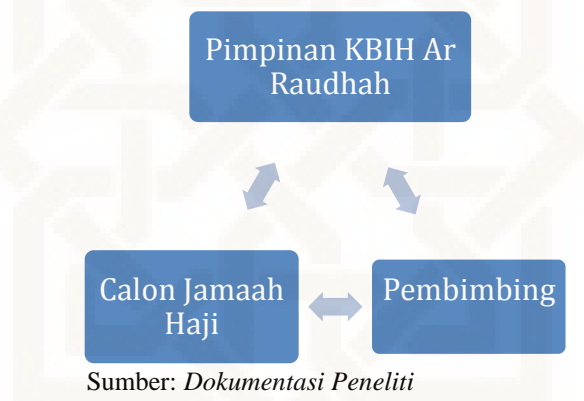 Pimpinan KBIH Ar
Raudhah
Calon Jamaah
Haji
Pembimbing
Sumber: Dokumentasi Peneliti